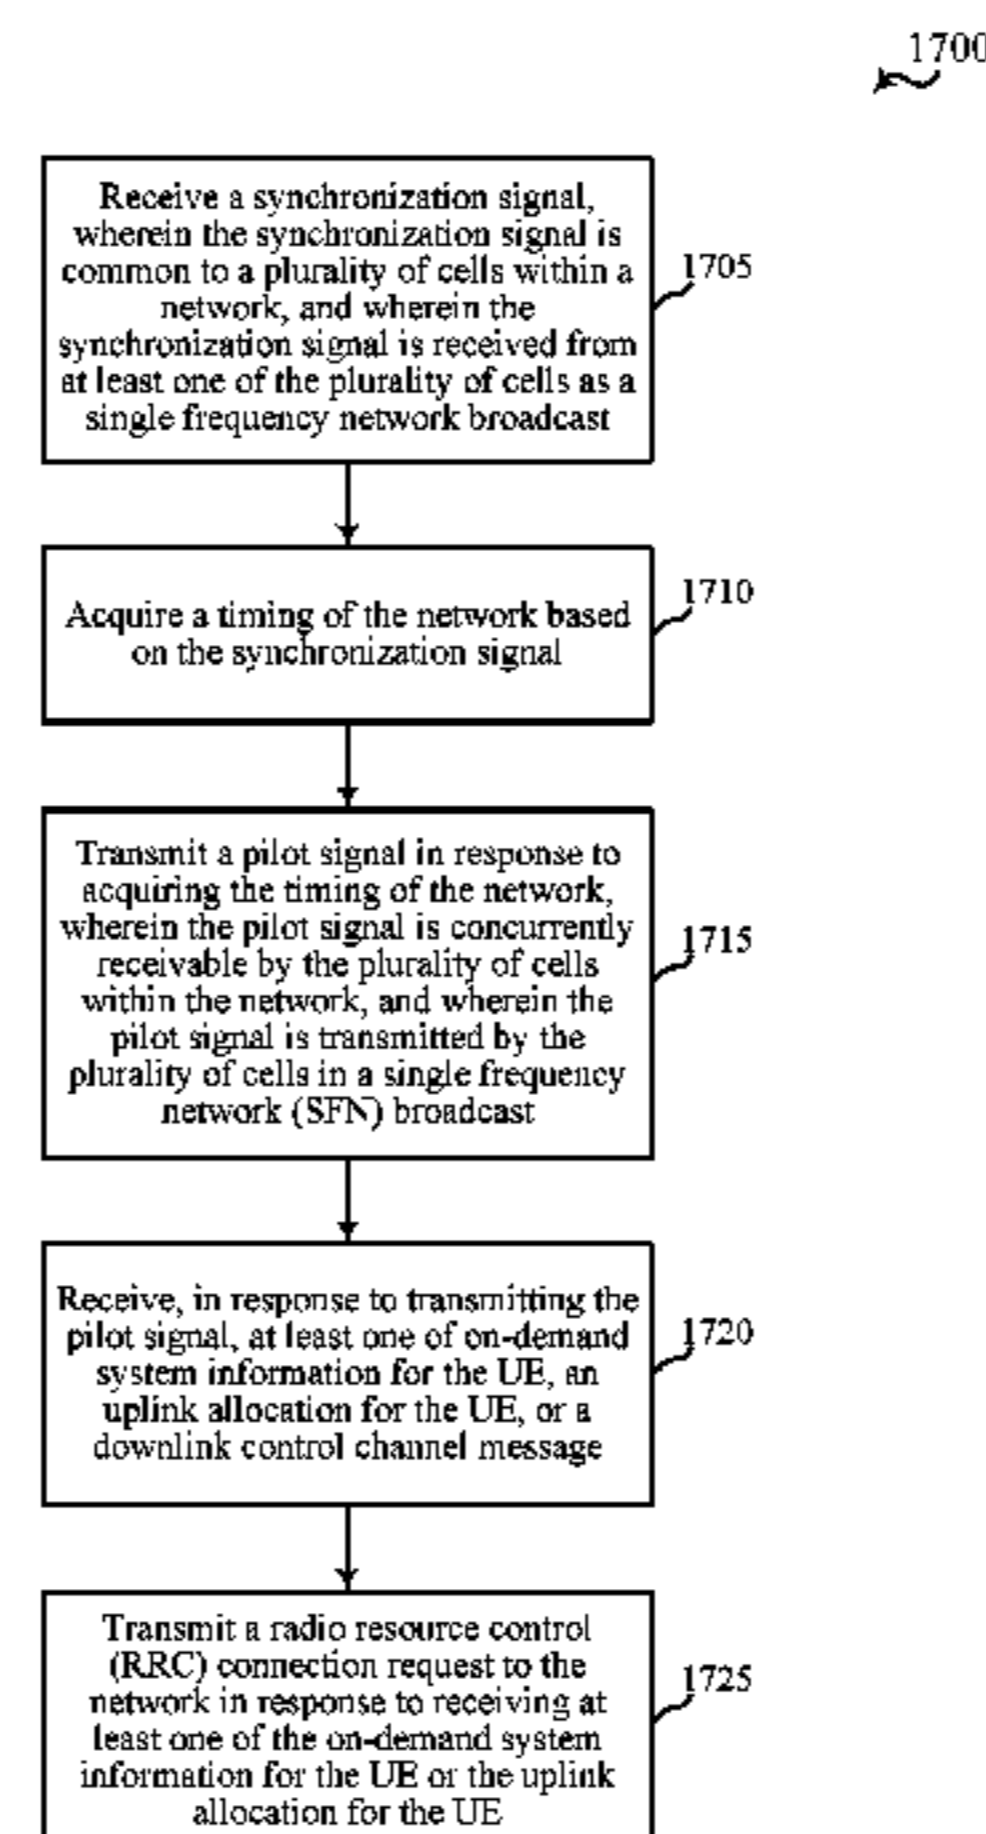 1700
Receive a synchronization signal,
wherein the synchronization signal is
common to a plurality of cells within a
network, and wherein the
synchronization signal is received from
at least one of the plurality of cells as a
single frequency network broadcast
1705
Acquire a timing of the network based
on the synchronization signal
1710
Transmit a pilot signal in response to
acquiring the timing of the network,
wherein the pilot signal is concurrently
receivable by the plurality of cells
within the network, and wherein the
pilot signal is transmitted by the
plurality of cells in a single frequency
network (SFN) broadcast
1715
Receive, in response to transmitting the
pilot signal, at least one of on-demand
system information for the UE, an
uplink allocation for the UE, or a
downlink control channel message
1720
Transmit a radio resource control
(RRC) connection request to the
network in response to receiving at
least one of the on-demand system
information for the UE or the uplink
allocation for the UE
1725